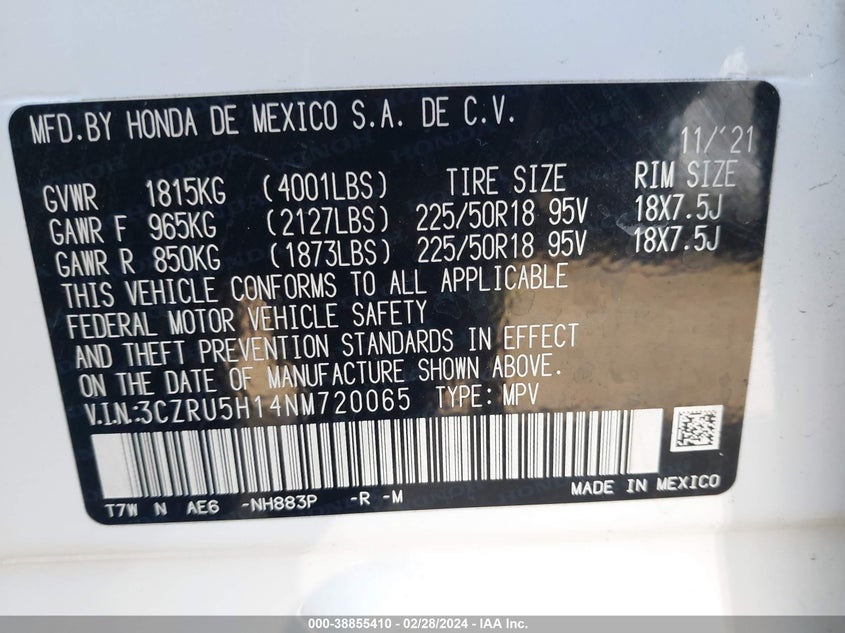 MFD.BY HONDA DE MEXICO S.A. DE C.V.
11/'21
GVWR 1815KG (4001LBS) TIRE SIZE RIM SIZE
GAWR F 965KG (2127LBS) 225/50R18 95V 18X7.5J
GAWR R 850KG (1873LBS) 225/50R18 95V 18X7.5J
THIS VEHICLE CONFORMS TO ALL APPLICABLE
FEDERAL MOTOR VEHICLE SAFETY
AND THEFT PREVENTION STANDARDS IN EFFECT
ON THE DATE OF MANUFACTURE SHOWN ABOVE.
V.I.N:3CZRU5H14NM720065 TYPE: MPV
T7W N AE6 -NH883P -R -M MADE IN MEXICO
000-38855410 - 02/28/2024 - IAA Inc.